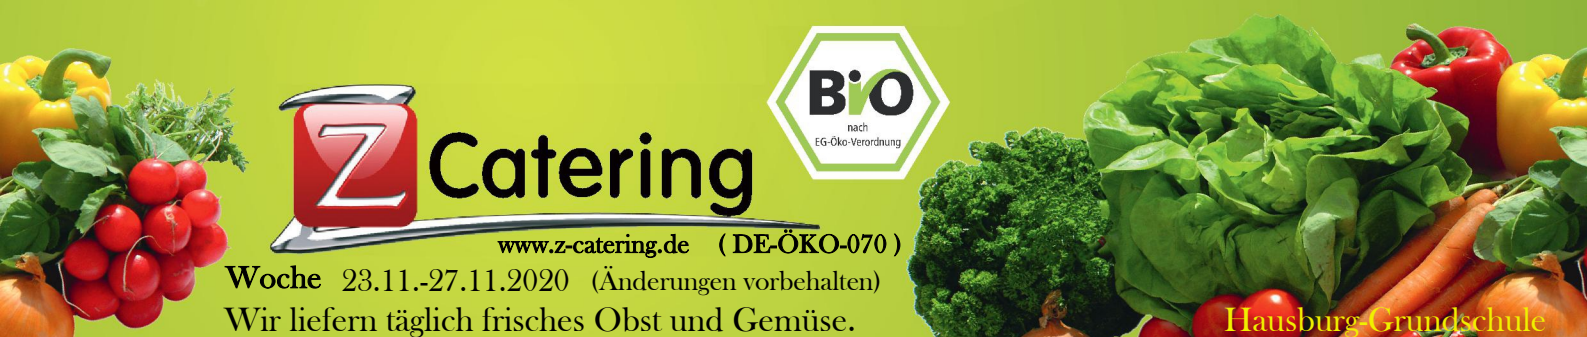 Bio
nach
EG-Öko-Verordnung
Z Catering
www.z-catering.de ( DE-ÖKO-070 )
Woche 23.11.-27.11.2020 (Änderungen vorbehalten)
Wir liefern täglich frisches Obst und Gemüse.
Hausburg-Grundschule